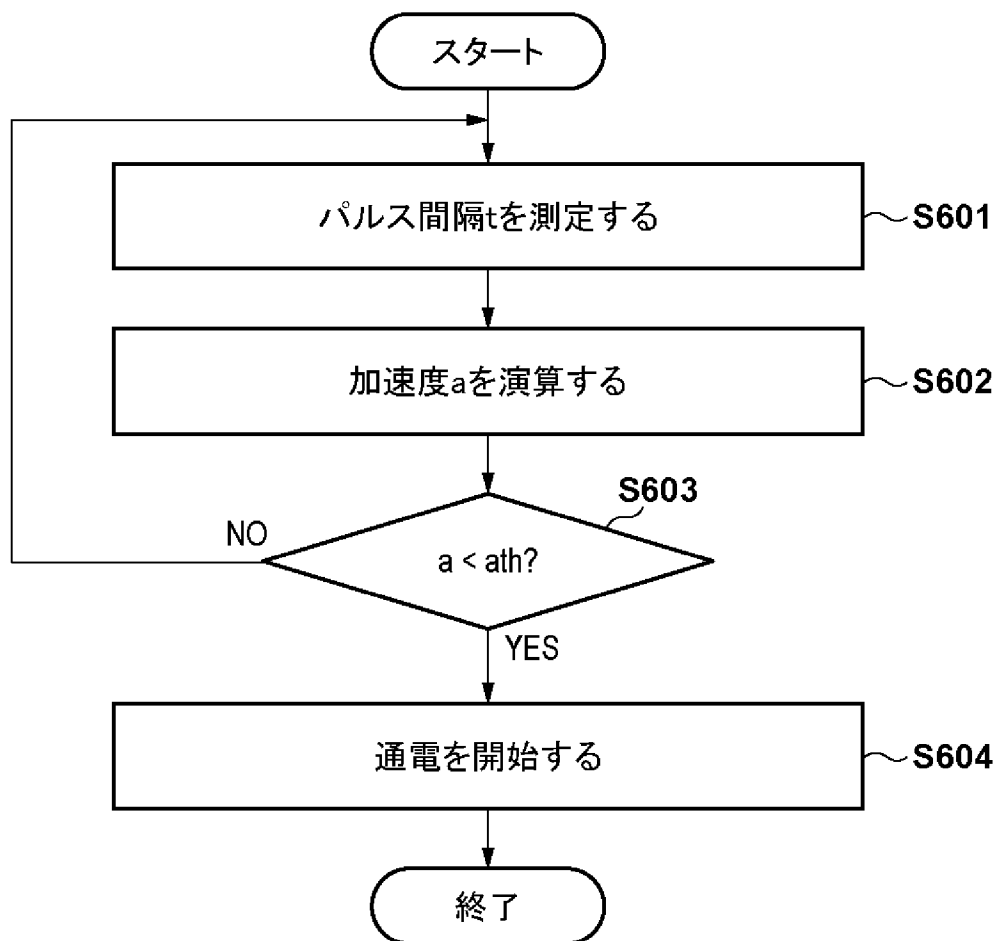 スタート
パルス間隔tを測定する
S601
加速度aを演算する
S602
S603
NO
a < ath?
YES
通電を開始する
S604
終了